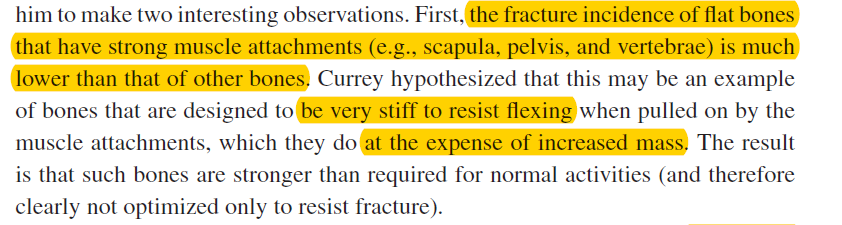 him to make two interesting observations. First, the fracture incidence of flat bones
that have strong muscle attachments (e.g., scapula, pelvis, and vertebrae) is much
lower than that of other bones. Currey hypothesized that this may be an example
of bones that are designed to be very stiff to resist flexing when pulled on by the
muscle attachments, which they do at the expense of increased mass. The result
is that such bones are stronger than required for normal activities (and therefore
clearly not optimized only to resist fracture).